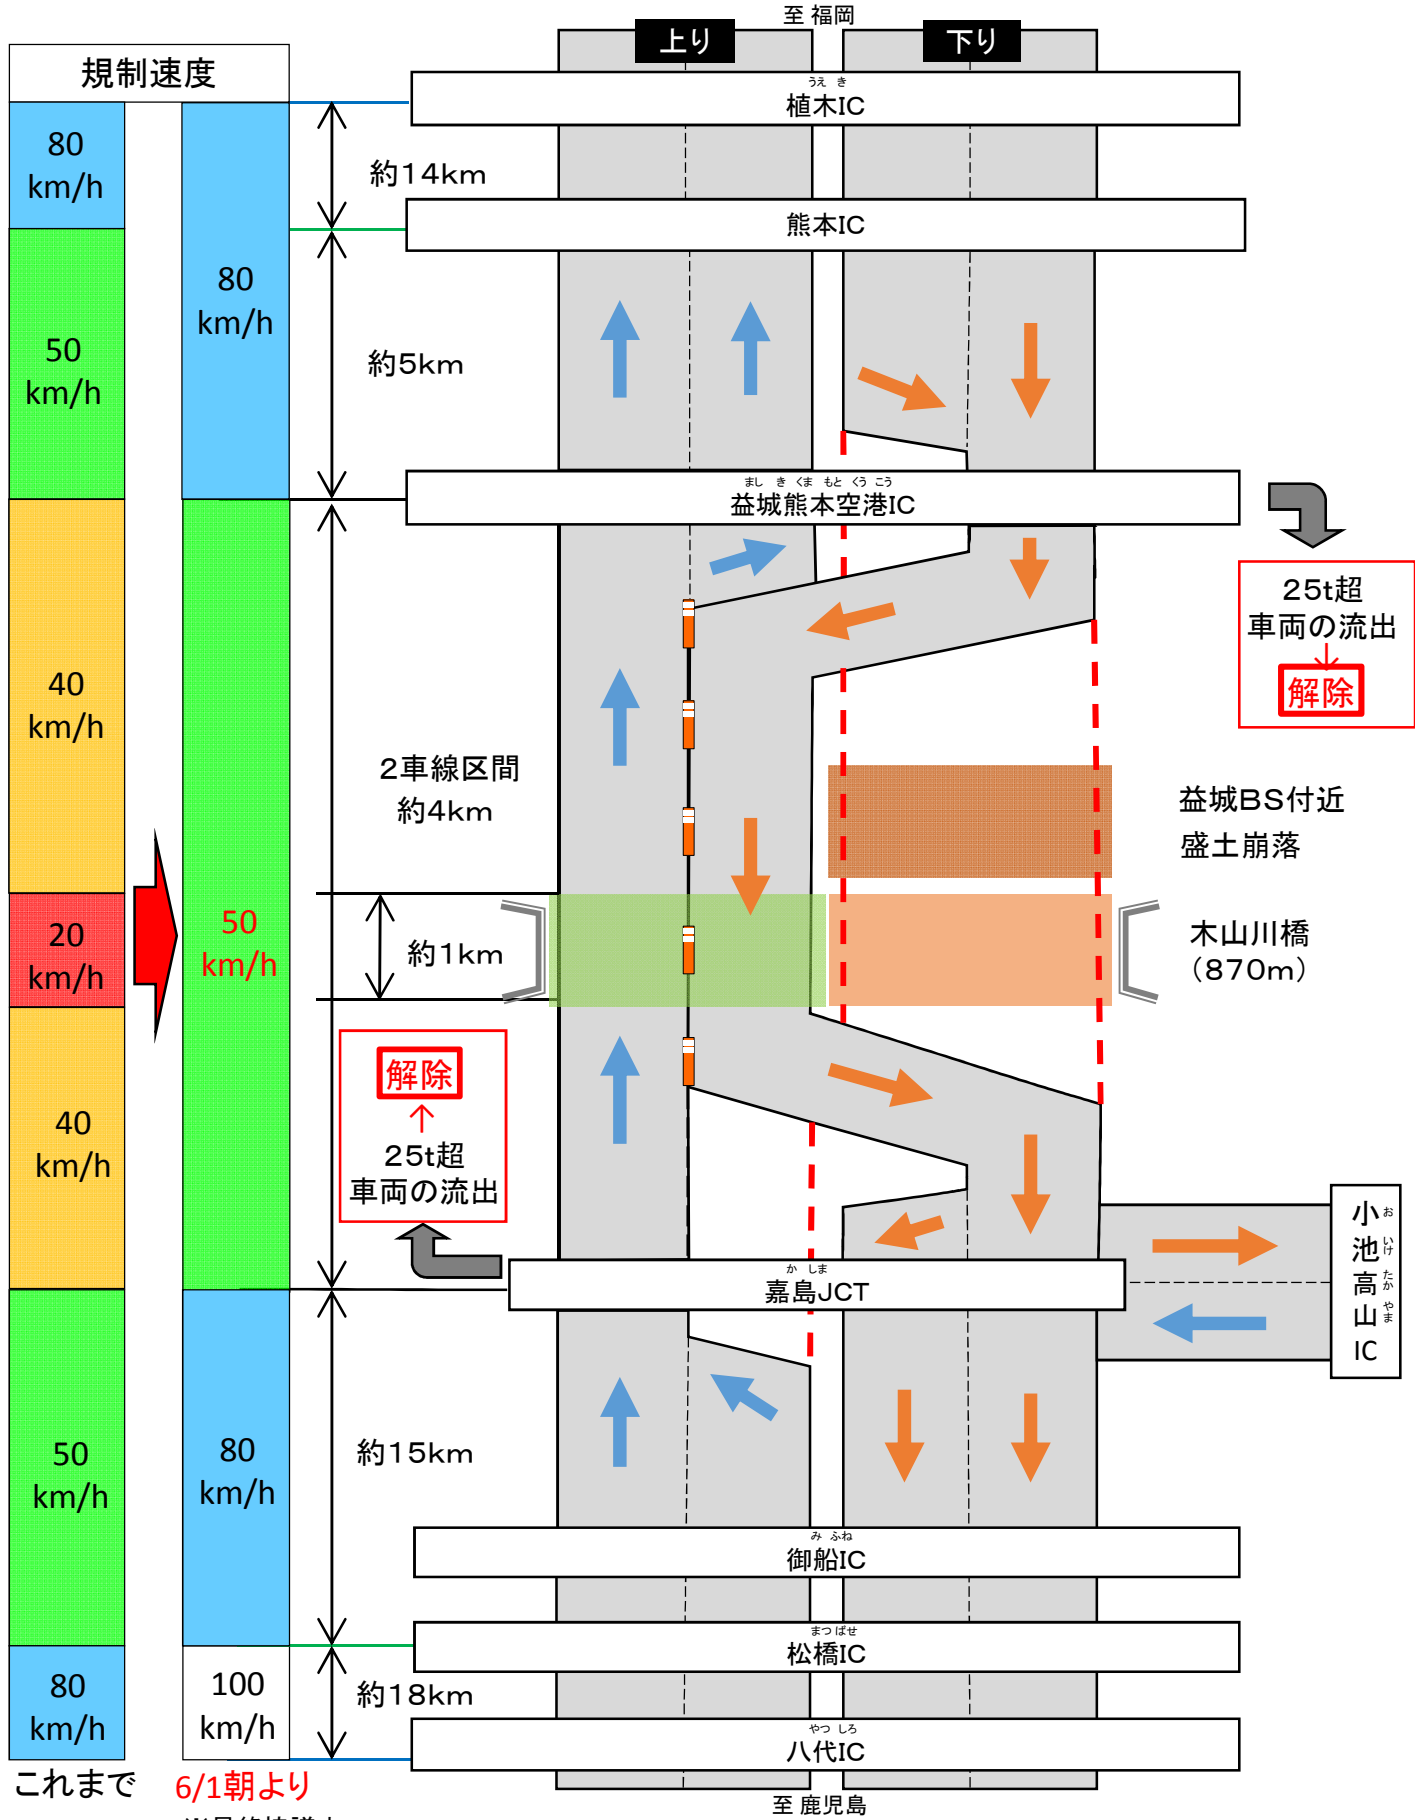 至 福岡
上り
下り
規制速度
うえ き
植木IC
80
km/h
約14km
熊本IC
50
km/h
80
km/h
約5km
まし き くま もと くう こう
益城熊本空港IC
25t超
車両の流出
↓
解除
40
km/h
2車線区間
約4km
益城BS付近
盛土崩落
20
km/h
50
km/h
約1km
木山川橋
（870m）
解除
↑
25t超
車両の流出
40
km/h
か しま
嘉島JCT
小池高山IC
お いけ たか やま
50
km/h
80
km/h
約15km
み ふね
御船IC
まつ ばせ
松橋IC
80
km/h
100
km/h
約18km
やつ しろ
八代IC
これまで
6/1朝より
至 鹿児島